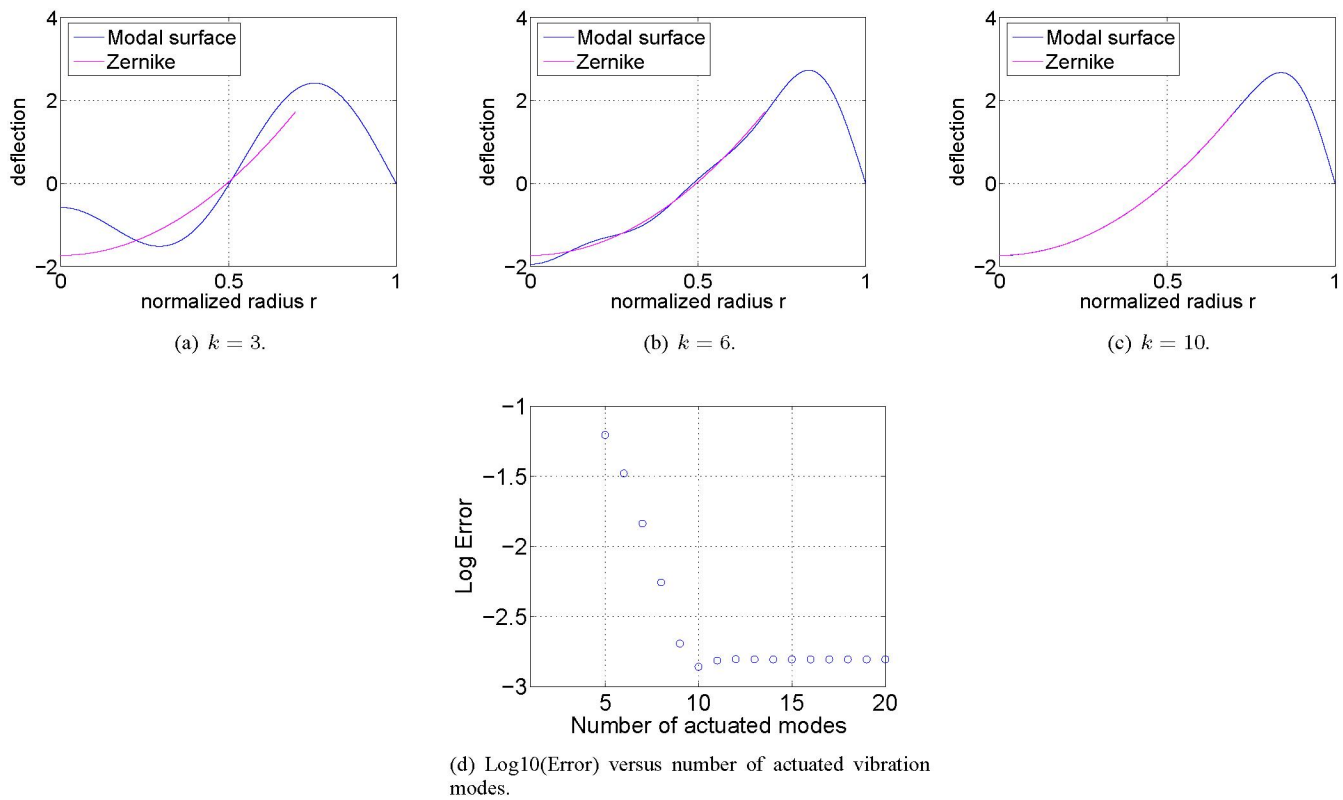 4
2
0
−2
deflection
Modal surface
Zernike
0
0.5
1
normalized radius r
(a) k = 3.
4
2
0
−2
deflection
Modal surface
Zernike
0
0.5
1
normalized radius r
(b) k = 6.
4
2
0
−2
deflection
Modal surface
Zernike
0
0.5
1
normalized radius r
(c) k = 10.
−1
−1.5
−2
−2.5
−3
Log Error
5
10
15
20
Number of actuated modes
(d) Log10(Error) versus number of actuated vibration
modes.